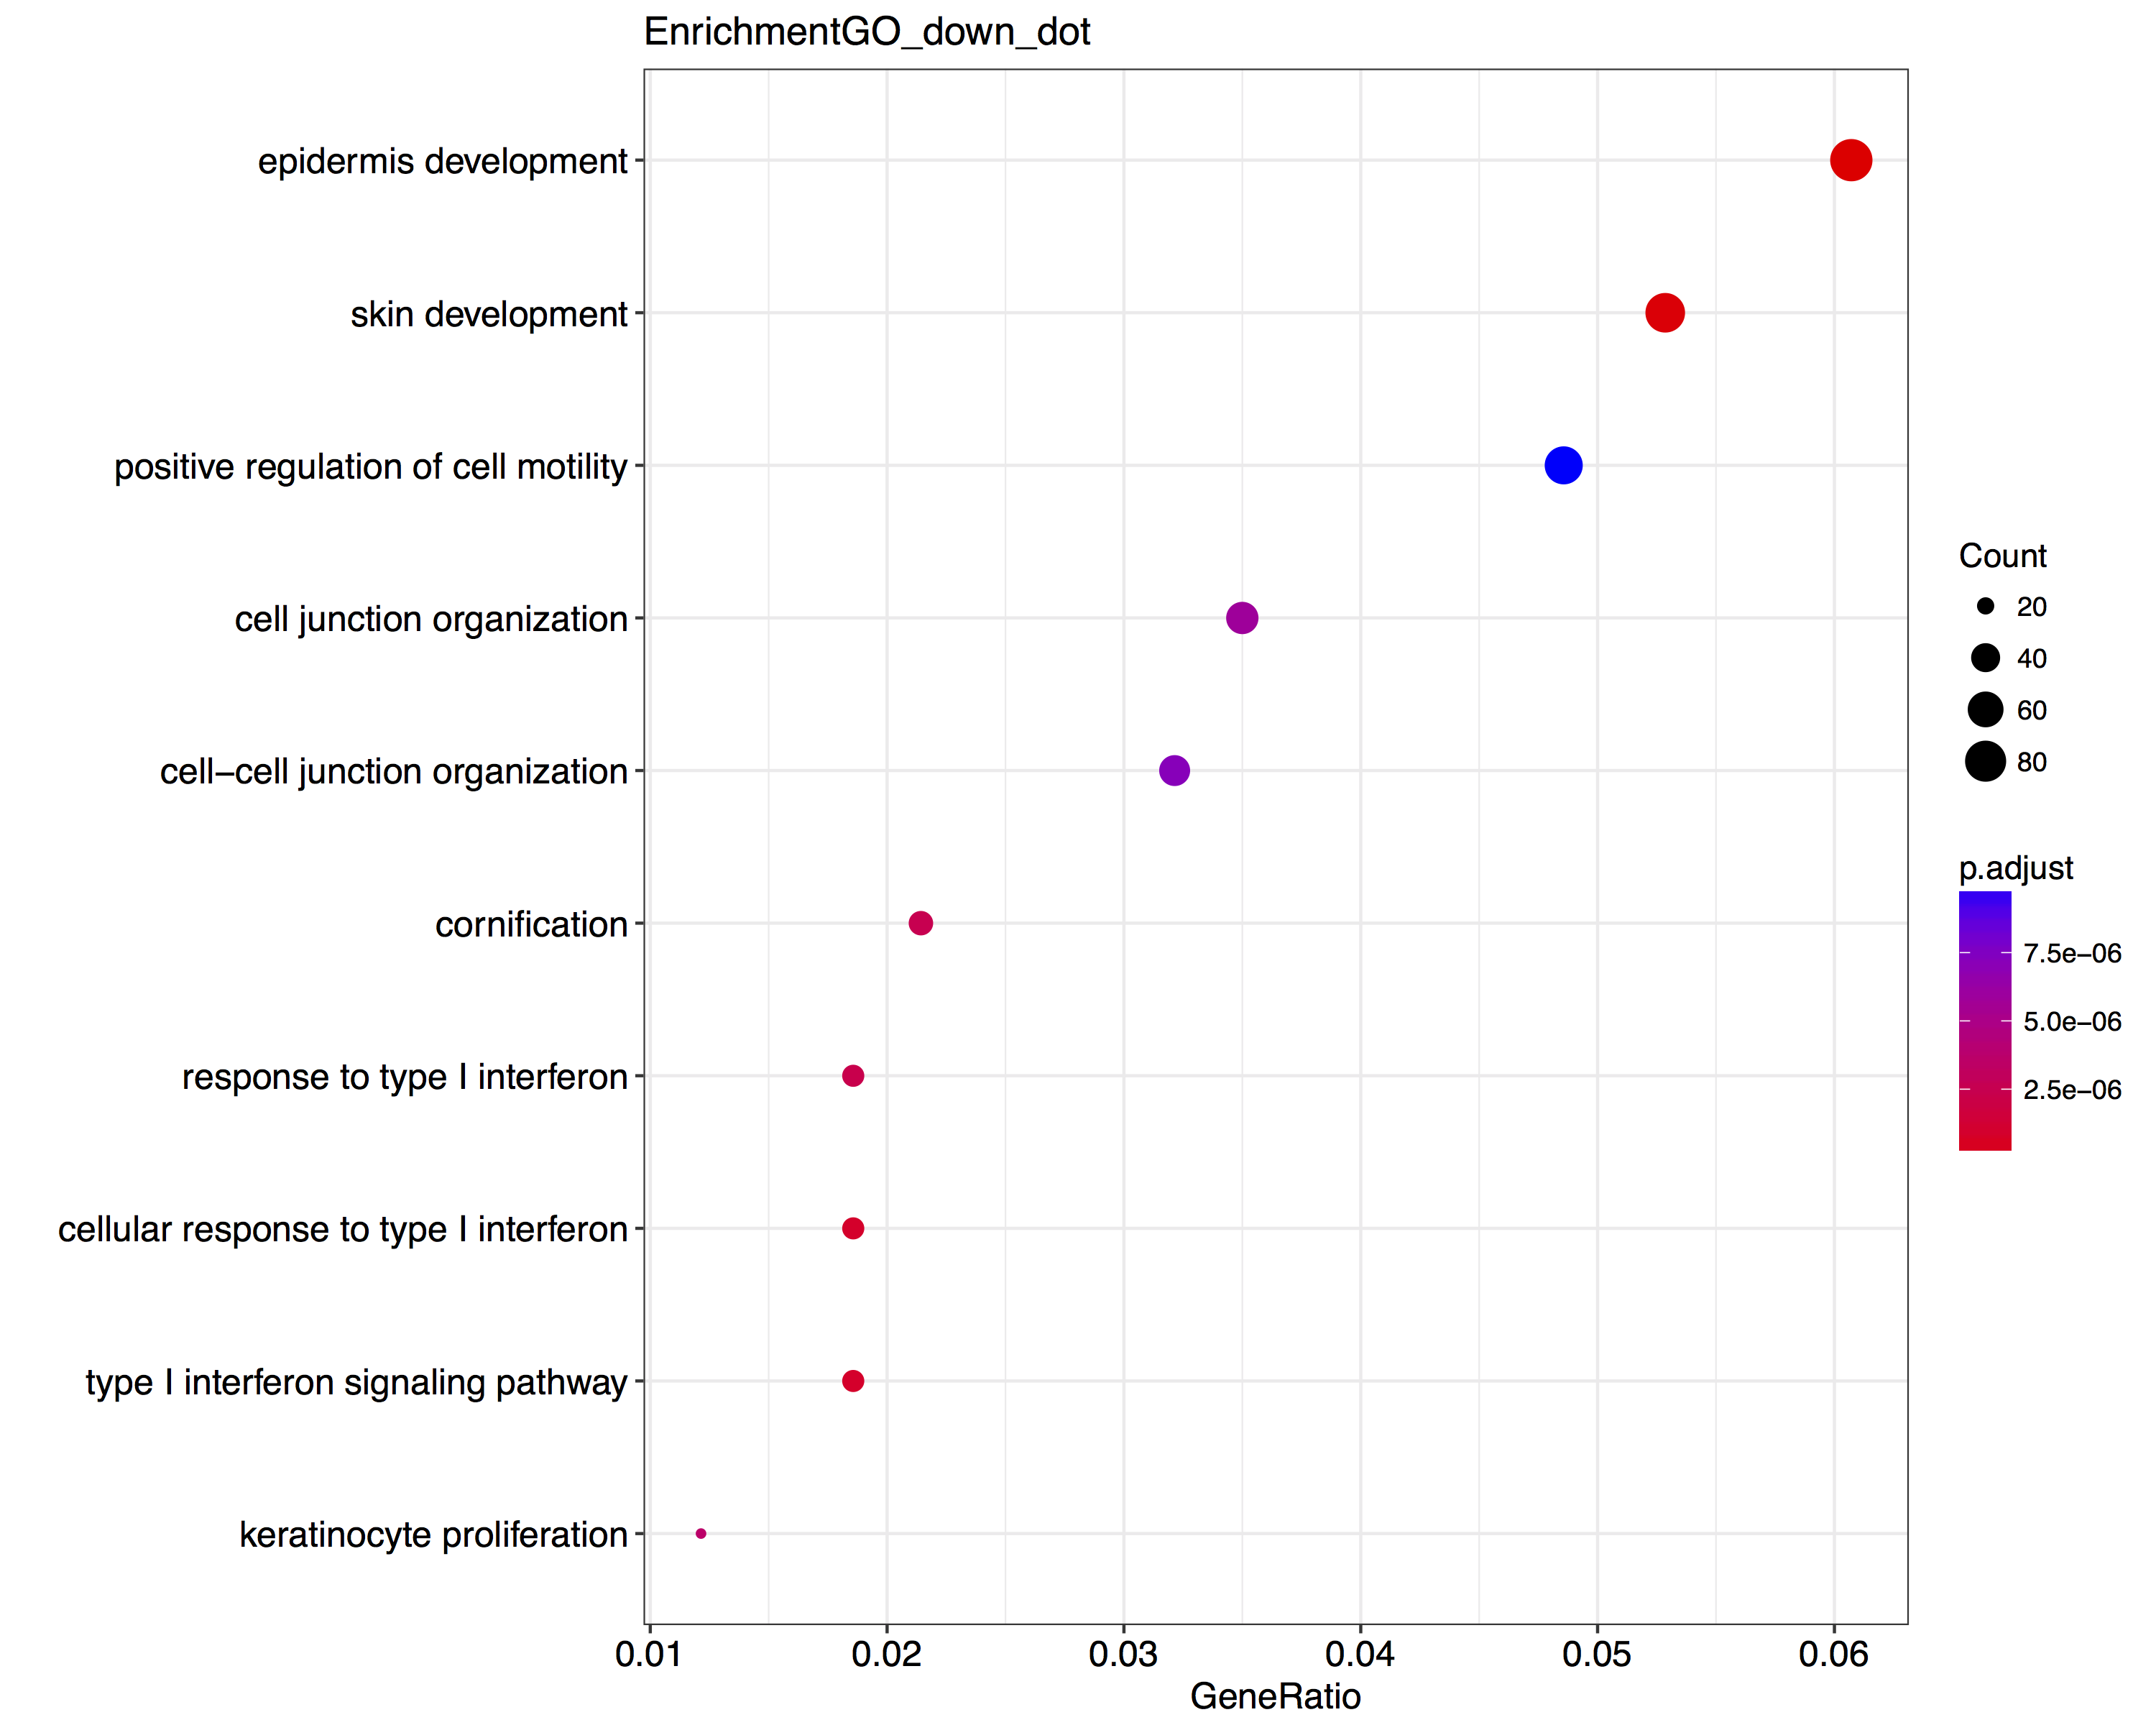 EnrichmentGO_down_dot
epidermis development
skin development
positive regulation of cell motility
cell junction organization
cell−cell junction organization
cornification
response to type I interferon
cellular response to type I interferon
type I interferon signaling pathway
keratinocyte proliferation
0.01 0.02 0.03 0.04 0.05 0.06
GeneRatio
Count
20
40
60
80
p.adjust
7.5e−06
5.0e−06
2.5e−06